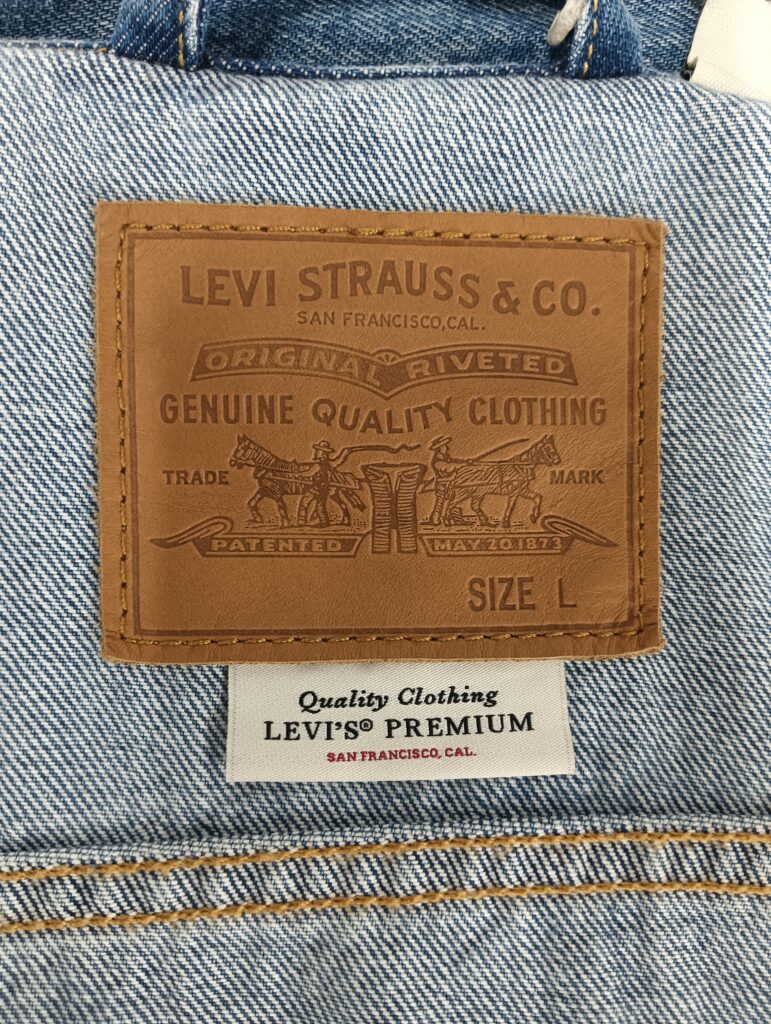 LEVI STRAUSS & CO.
SAN FRANCISCO, CAL.
ORIGINAL RIVETED
GENUINE QUALITY CLOTHING
TRADE MARK
PATENTED MAY 20 1873
SIZE L
Quality Clothing
LEVI'S® PREMIUM
SAN FRANCISCO, CAL.